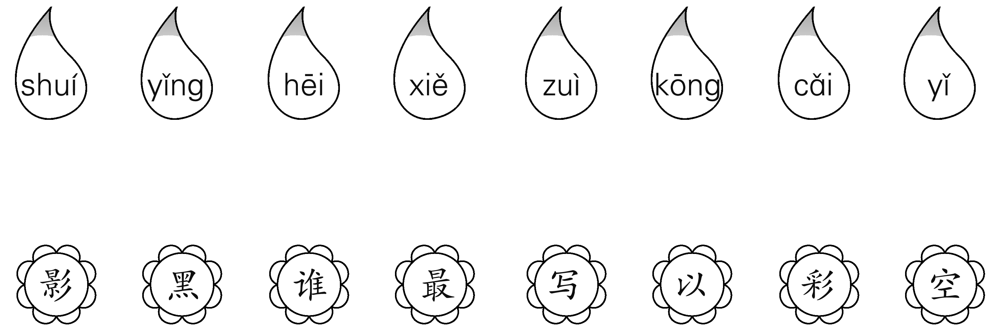 shuí yǐng hēi xiě zuì kōng cǎi yǐ
影 黑 谁 最 写 以 彩 空